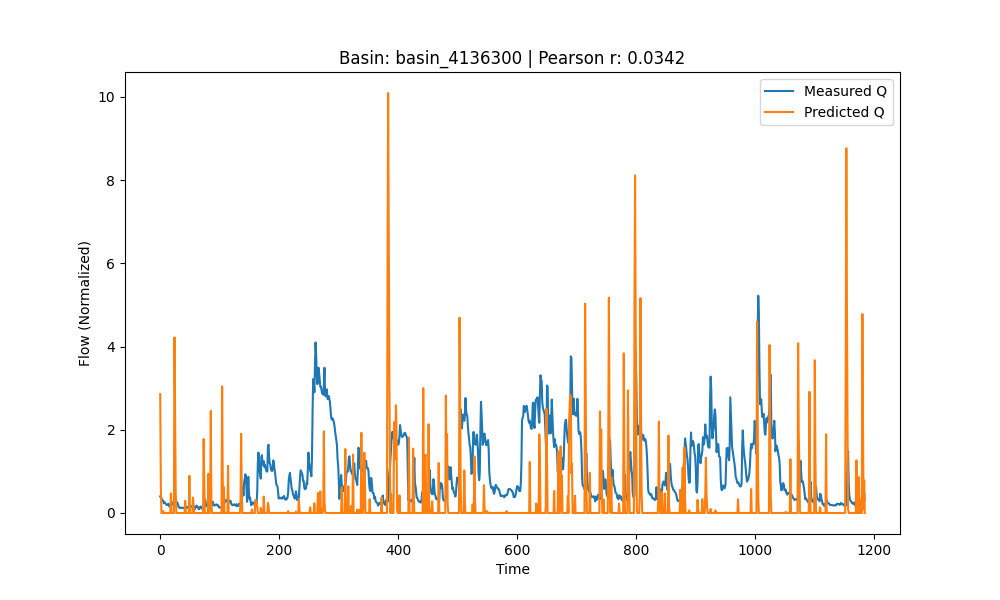 Basin: basin_4136300 | Pearson r: 0.0342
Measured Q
Predicted Q
Flow (Normalized)
10
8
6
4
2
0
0 200 400 600 800 1000 1200
Time